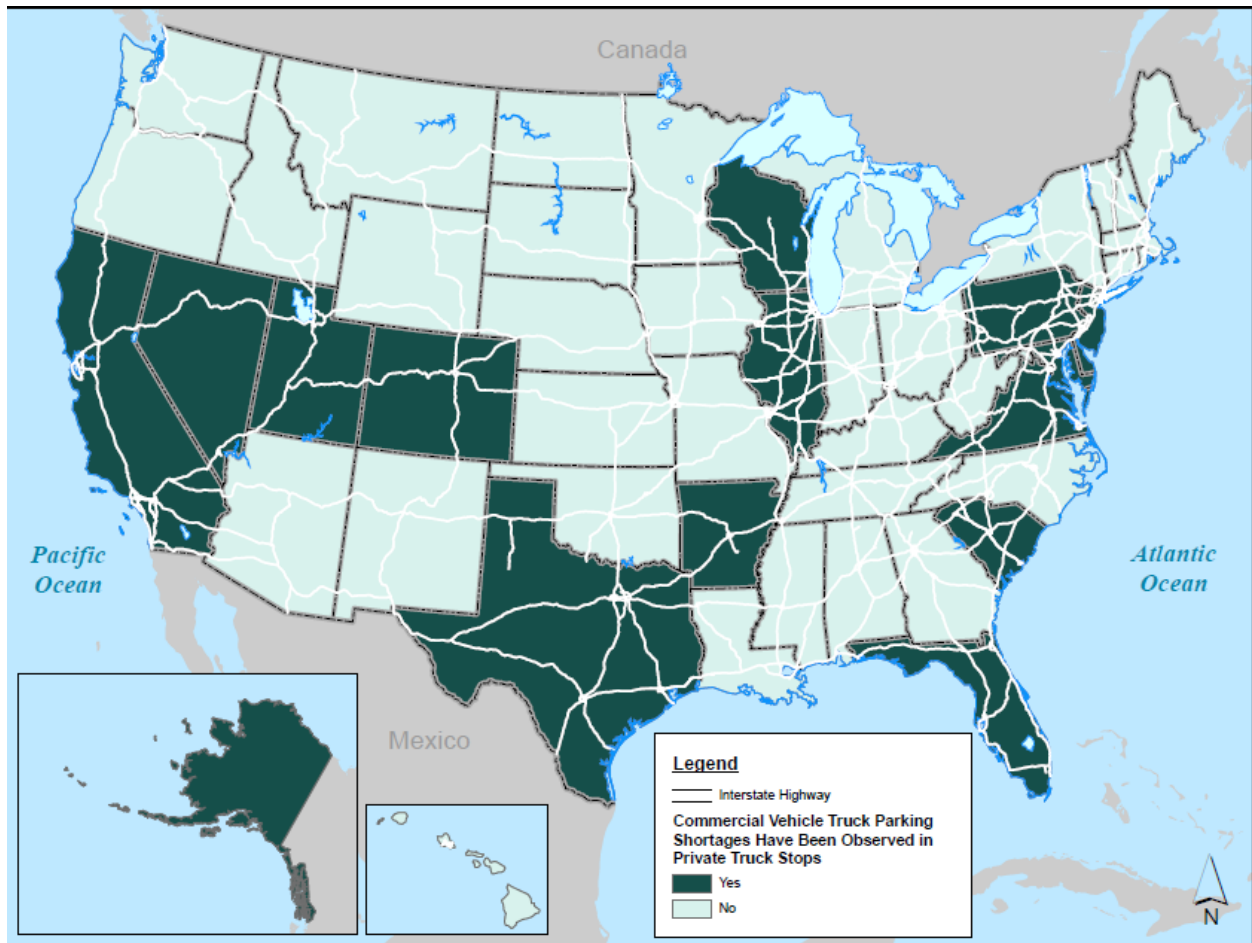 Canada
Pacific
Ocean
Atlantic
Ocean
Mexico
Legend
Interstate Highway
Commercial Vehicle Truck Parking
Shortages Have Been Observed in
Private Truck Stops
Yes
No
N